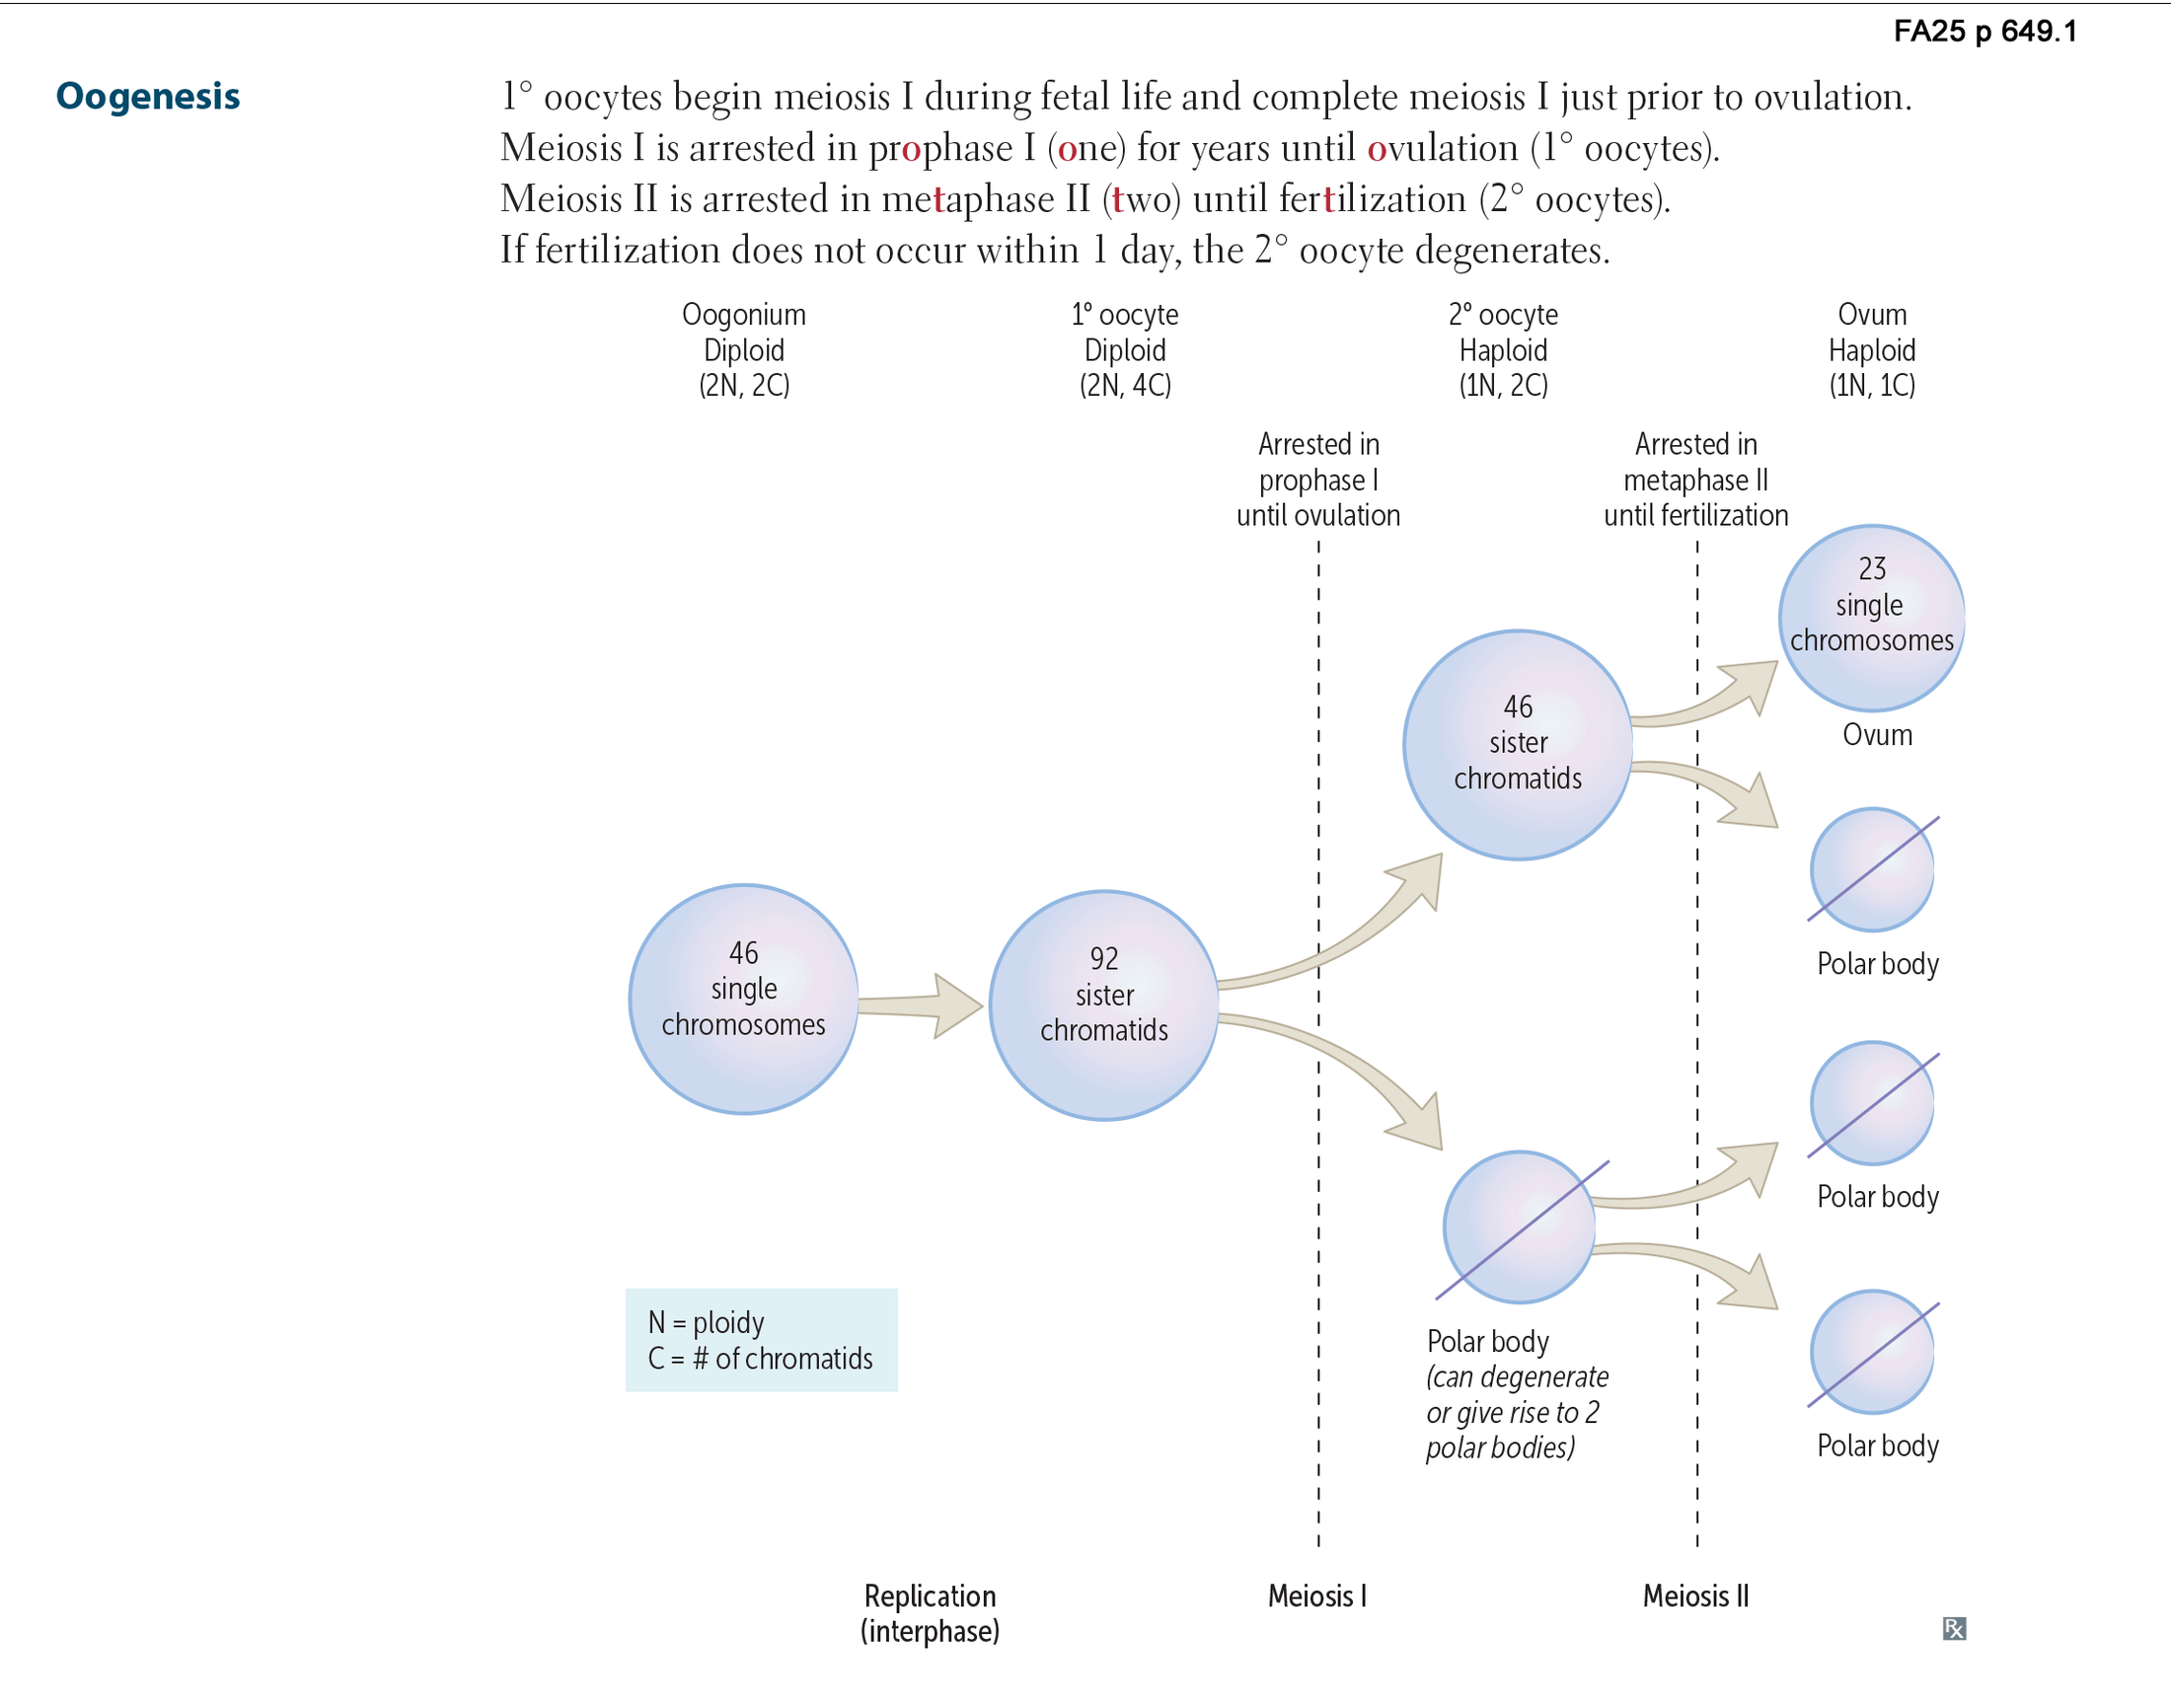 FA25 p 649.1
Oogenesis
1° oocytes begin meiosis I during fetal life and complete meiosis I just prior to ovulation.
Meiosis I is arrested in prophase I (one) for years until ovulation (1° oocytes).
Meiosis II is arrested in metaphase II (two) until fertilization (2° oocytes).
If fertilization does not occur within 1 day, the 2° oocyte degenerates.
Oogonium
Diploid
(2N, 2C)
1° oocyte
Diploid
(2N, 4C)
2° oocyte
Haploid
(1N, 2C)
Ovum
Haploid
(1N, 1C)
Arrested in
prophase I
until ovulation
Arrested in
metaphase II
until fertilization
46
single
chromosomes
92
sister
chromatids
46
sister
chromatids
23
single
chromosomes
Ovum
Polar body
Polar body
Polar body
Polar body
(can degenerate
or give rise to 2
polar bodies)
N = ploidy
C = # of chromatids
Replication
(interphase)
Meiosis I
Meiosis II
Rx